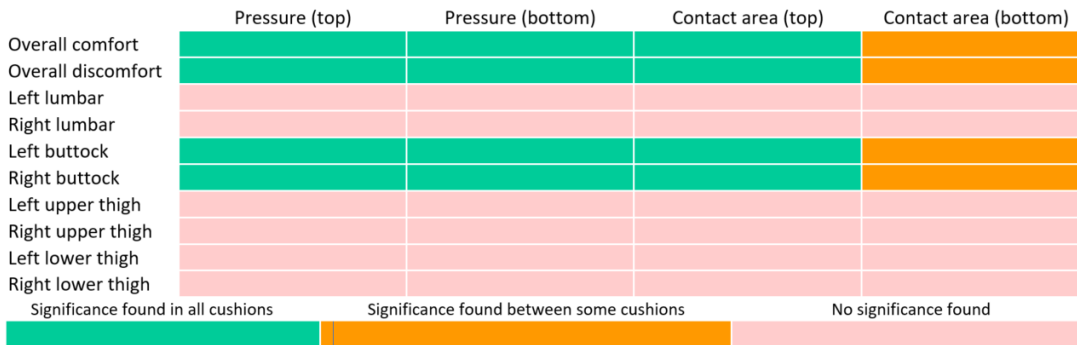 Pressure (top) Pressure (bottom) Contact area (top) Contact area (bottom)
Overall comfort
Overall discomfort
Left lumbar
Right lumbar
Left buttock
Right buttock
Left upper thigh
Right upper thigh
Left lower thigh
Right lower thigh
Significance found in all cushions Significance found between some cushions No significance found